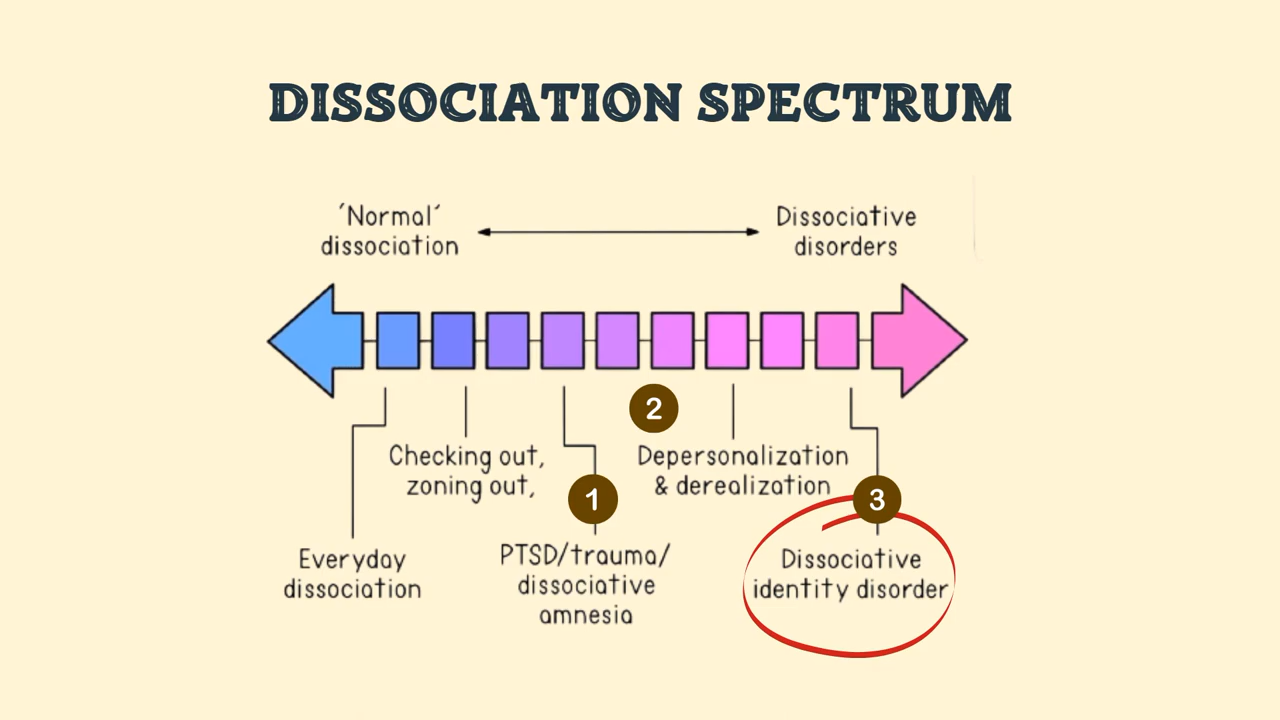 DISSOCIATION SPECTRUM
´Normal´
dissociation
Dissociative
disorders
2
Checking out,
zoning out,
Depersonalization
& derealization
1
3
Everyday
dissociation
PTSD/trauma/
dissociative
amnesia
Dissociative
identity disorder